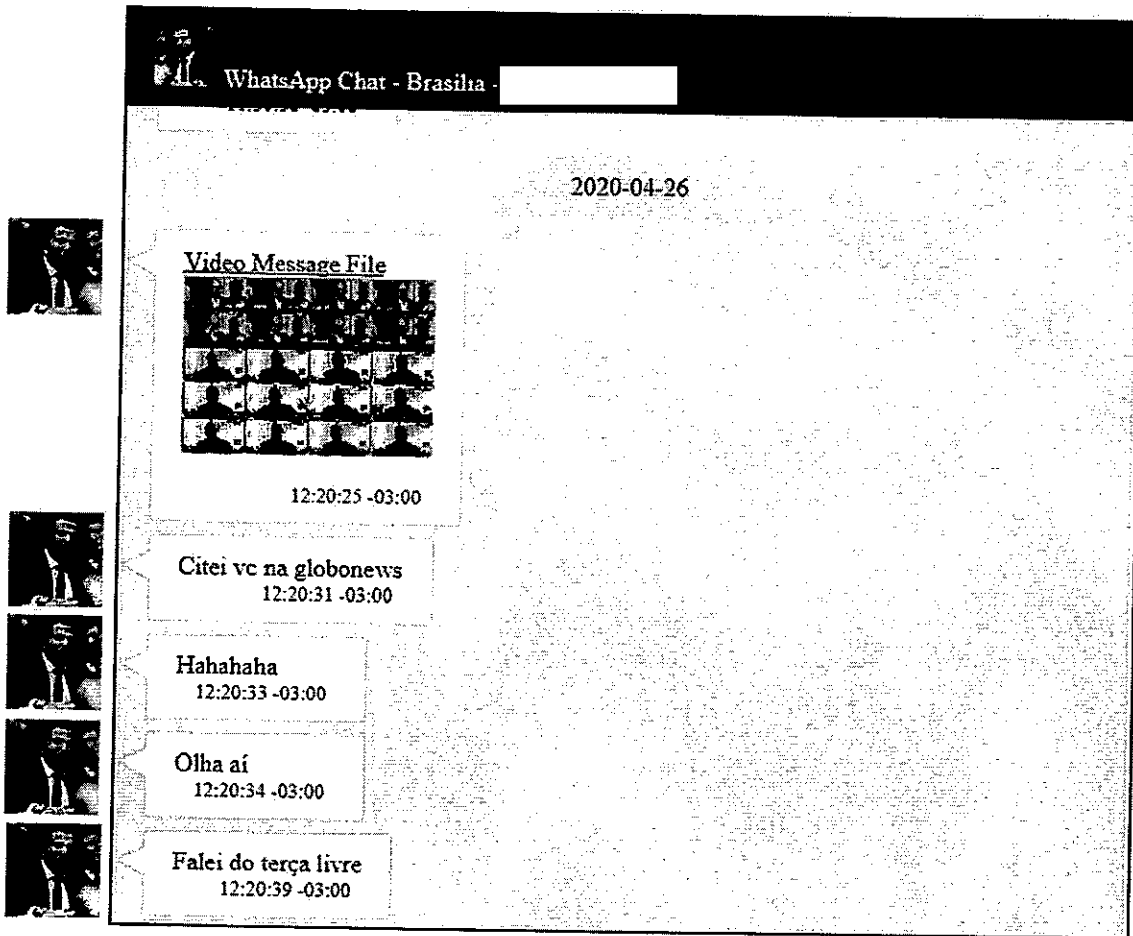 WhatsApp Chat - Brasilia -
2020-04-26
Video Message File
12:20:25 -03:00
Citei vc na globonews
12:20:31 -03:00
Hahahaha
12:20:33 -03:00
Olha aí
12:20:34 -03:00
Falei do terça livre
12:20:39 -03:00